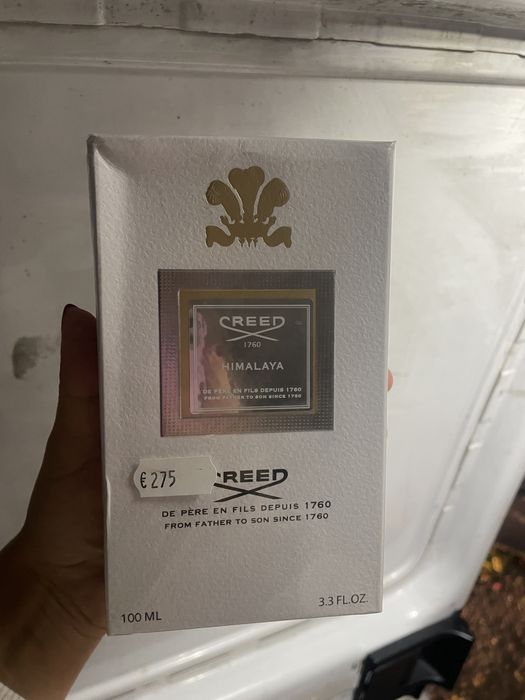 CREED
1760
HIMALAYA
DE PÈRE EN FILS DEPUIS 1760
FROM FATHER TO SON SINCE 1760
€275
CREED
DE PÈRE EN FILS DEPUIS 1760
FROM FATHER TO SON SINCE 1760
100 ML
3.3 FL.OZ.